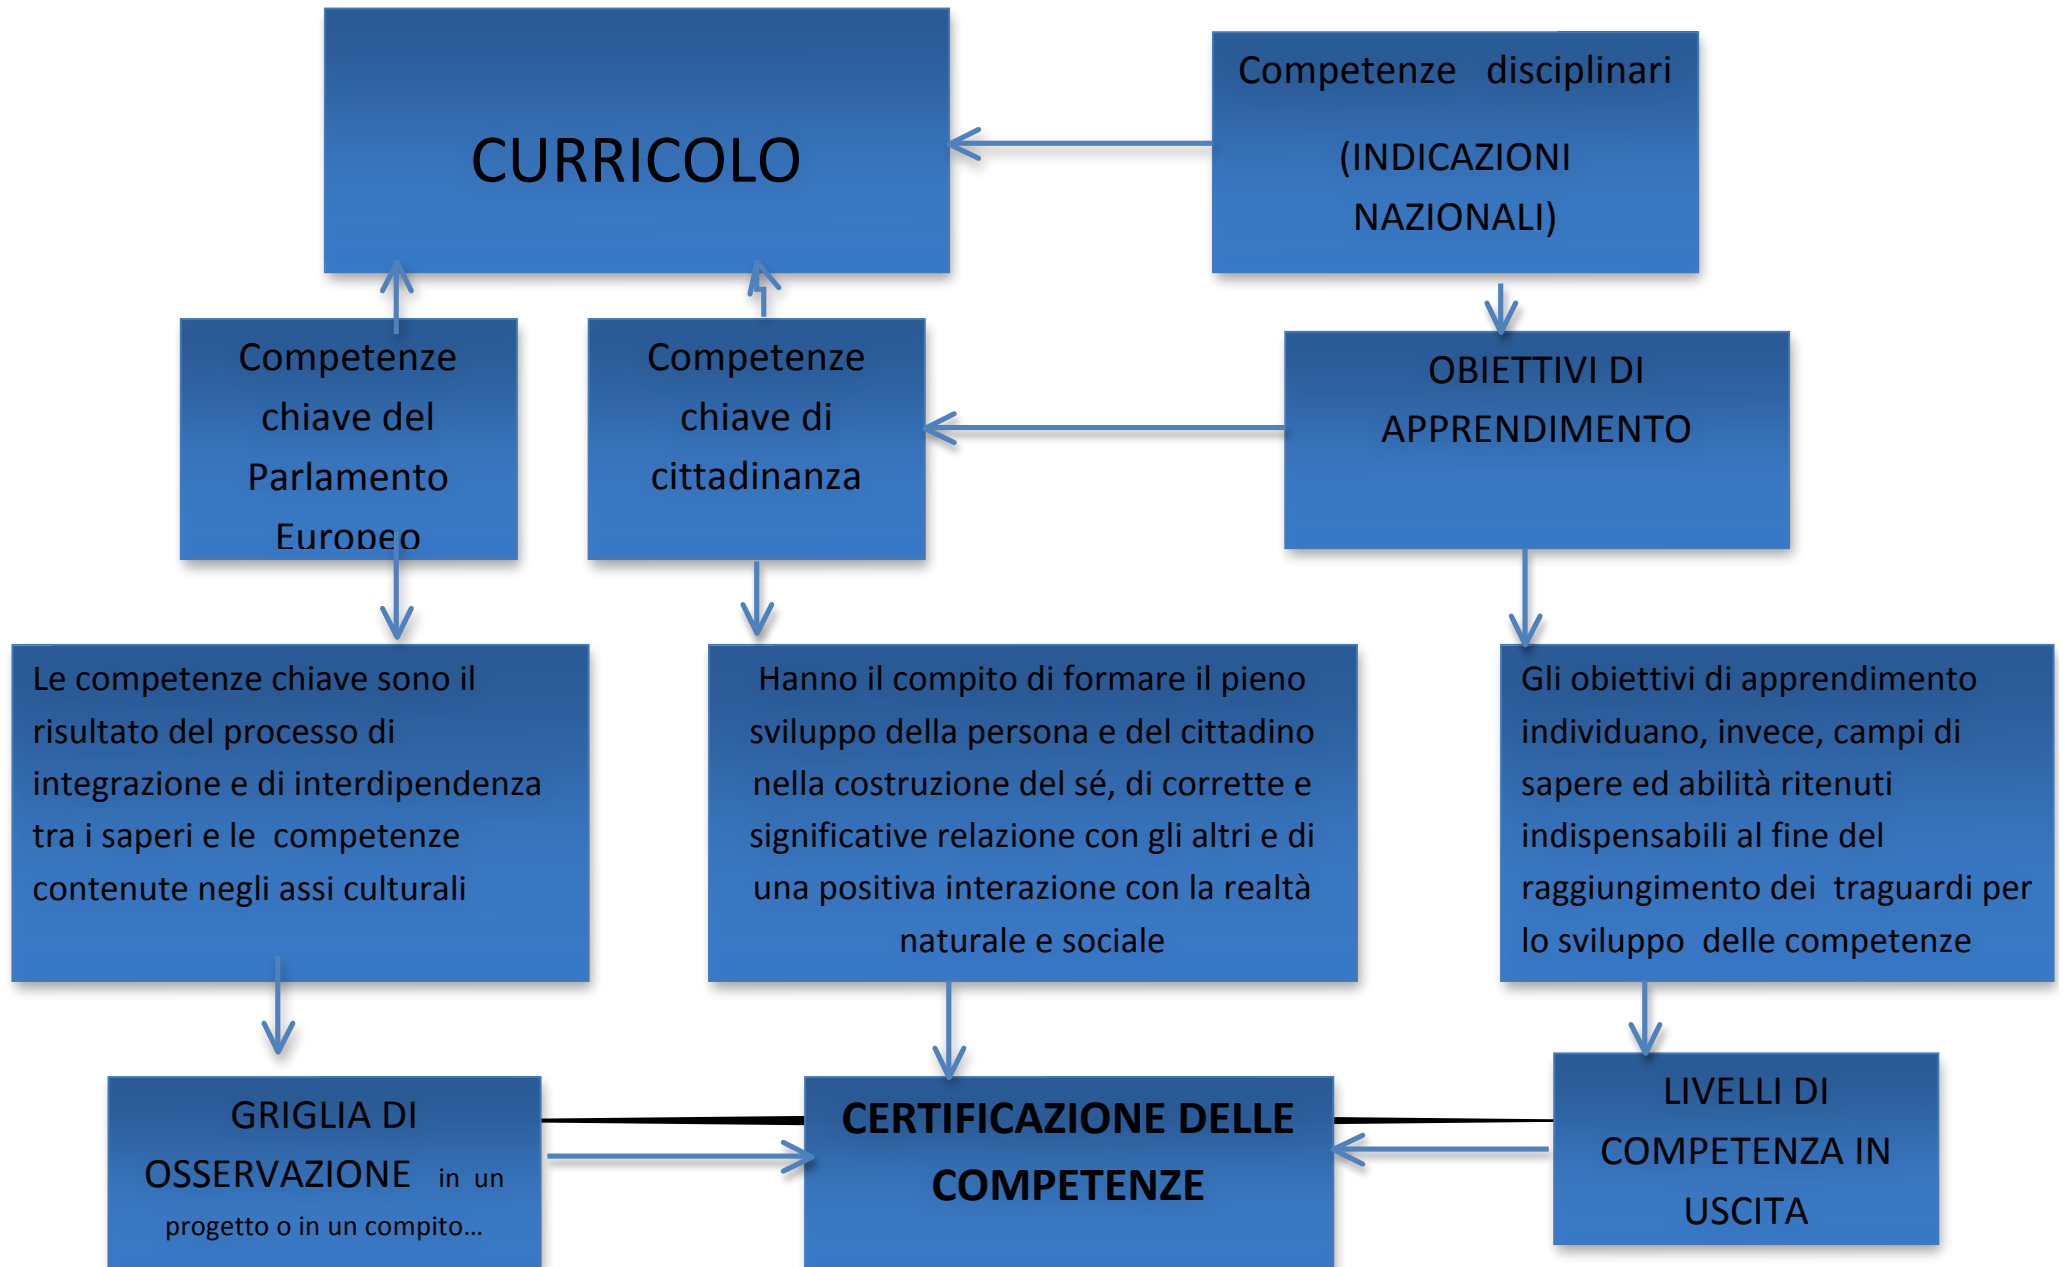 CURRICOLO
Competenze disciplinari
(INDICAZIONI
NAZIONALI)
Competenze
chiave del
Parlamento
Europeo
Competenze
chiave di
cittadinanza
OBIETTIVI DI
APPRENDIMENTO
Le competenze chiave sono il
risultato del processo di
integrazione e di interdipendenza
tra i saperi e le competenze
contenute negli assi culturali
Hanno il compito di formare il pieno
sviluppo della persona e del cittadino
nella costruzione del sé, di corrette e
significative relazione con gli altri e di
una positiva interazione con la realtà
naturale e sociale
Gli obiettivi di apprendimento
individuano, invece, campi di
sapere ed abilità ritenuti
indispensabili al fine del
raggiungimento dei traguardi per
lo sviluppo delle competenze
GRIGLIA DI
OSSERVAZIONE in un
progetto o in un compito...
CERTIFICAZIONE DELLE
COMPETENZE
LIVELLI DI
COMPETENZA IN
USCITA